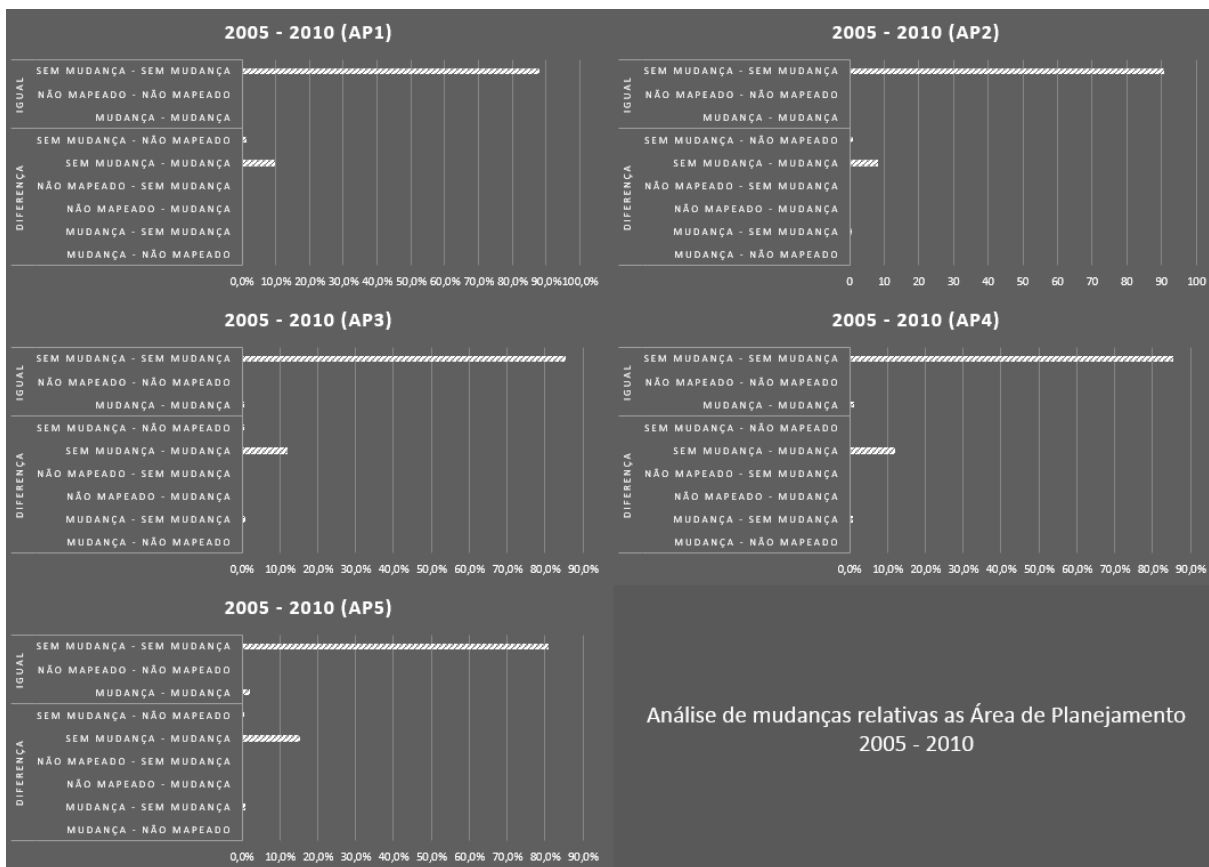 2005 - 2010 (AP1)
IGUAL
SEM MUDANÇA - SEM MUDANÇA
NÃO MAPEADO - NÃO MAPEADO
MUDANÇA - MUDANÇA
DIFERENÇA
SEM MUDANÇA - NÃO MAPEADO
SEM MUDANÇA - MUDANÇA
NÃO MAPEADO - SEM MUDANÇA
NÃO MAPEADO - MUDANÇA
MUDANÇA - SEM MUDANÇA
MUDANÇA - NÃO MAPEADO
0,0% 10,0% 20,0% 30,0% 40,0% 50,0% 60,0% 70,0% 80,0% 90,0%100,0%
2005 - 2010 (AP2)
IGUAL
SEM MUDANÇA - SEM MUDANÇA
NÃO MAPEADO - NÃO MAPEADO
MUDANÇA - MUDANÇA
DIFERENÇA
SEM MUDANÇA - NÃO MAPEADO
SEM MUDANÇA - MUDANÇA
NÃO MAPEADO - SEM MUDANÇA
NÃO MAPEADO - MUDANÇA
MUDANÇA - SEM MUDANÇA
MUDANÇA - NÃO MAPEADO
0 10 20 30 40 50 60 70 80 90 100
2005 - 2010 (AP3)
IGUAL
SEM MUDANÇA - SEM MUDANÇA
NÃO MAPEADO - NÃO MAPEADO
MUDANÇA - MUDANÇA
DIFERENÇA
SEM MUDANÇA - NÃO MAPEADO
SEM MUDANÇA - MUDANÇA
NÃO MAPEADO - SEM MUDANÇA
NÃO MAPEADO - MUDANÇA
MUDANÇA - SEM MUDANÇA
MUDANÇA - NÃO MAPEADO
0,0% 10,0% 20,0% 30,0% 40,0% 50,0% 60,0% 70,0% 80,0% 90,0%
2005 - 2010 (AP4)
IGUAL
SEM MUDANÇA - SEM MUDANÇA
NÃO MAPEADO - NÃO MAPEADO
MUDANÇA - MUDANÇA
DIFERENÇA
SEM MUDANÇA - NÃO MAPEADO
SEM MUDANÇA - MUDANÇA
NÃO MAPEADO - SEM MUDANÇA
NÃO MAPEADO - MUDANÇA
MUDANÇA - SEM MUDANÇA
MUDANÇA - NÃO MAPEADO
0,0% 10,0% 20,0% 30,0% 40,0% 50,0% 60,0% 70,0% 80,0% 90,0%
2005 - 2010 (AP5)
IGUAL
SEM MUDANÇA - SEM MUDANÇA
NÃO MAPEADO - NÃO MAPEADO
MUDANÇA - MUDANÇA
DIFERENÇA
SEM MUDANÇA - NÃO MAPEADO
SEM MUDANÇA - MUDANÇA
NÃO MAPEADO - SEM MUDANÇA
NÃO MAPEADO - MUDANÇA
MUDANÇA - SEM MUDANÇA
MUDANÇA - NÃO MAPEADO
0,0% 10,0% 20,0% 30,0% 40,0% 50,0% 60,0% 70,0% 80,0% 90,0%
Análise de mudanças relativas as Área de Planejamento
2005 - 2010